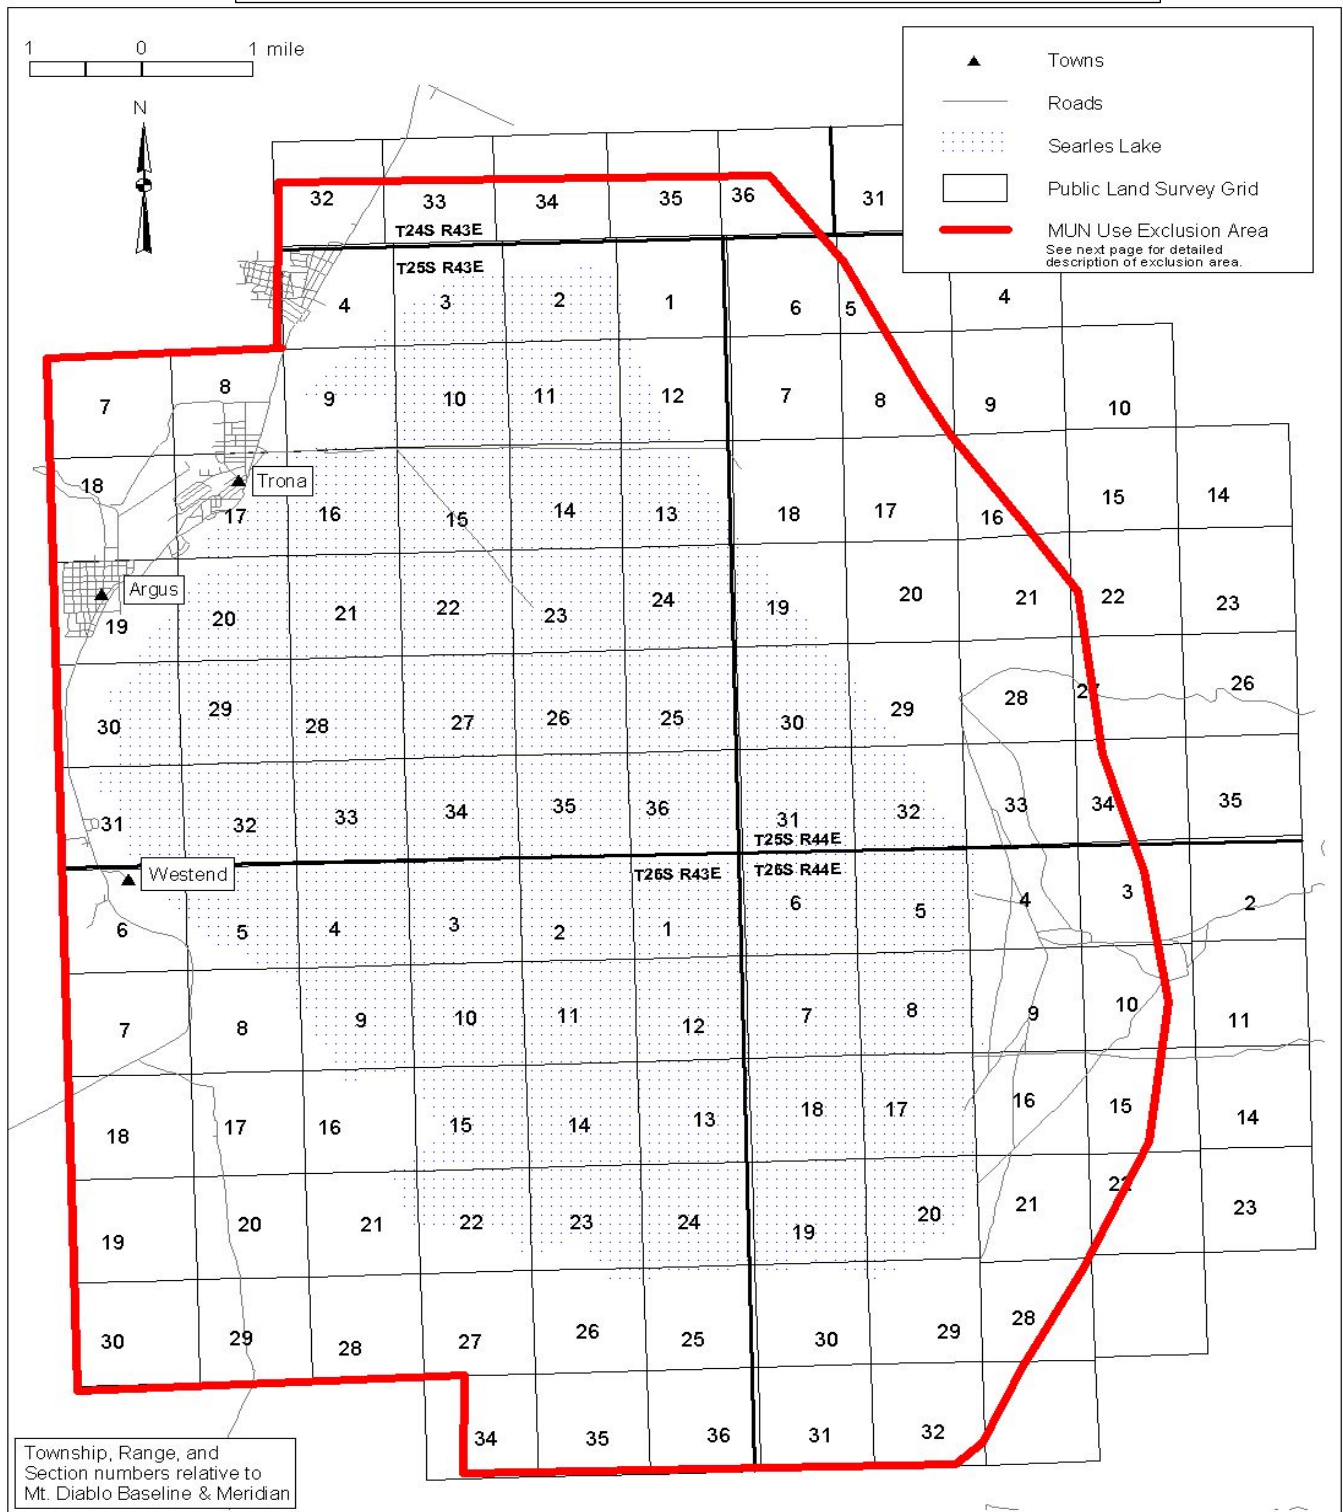 1 0 1 mile
N
Towns
Roads
Searles Lake
Public Land Survey Grid
MUN Use Exclusion Area
See next page for detailed
description of exclusion area.
32 33 34 35 36 31
T24S R43E
T25S R43E
4 3 2 1 6 5 4
7 8 9 10 11 12 7 8 9 10
Trona
18 17 16 15 14 13 18 17 16 15 14
Argus
19 20 21 22 23 24 19 20 21 22 23
30 29 28 27 26 25 30 29 28 27 26
31 32 33 34 35 36 31 32 33 34 35
T25S R44E
Westend
T26S R43E T26S R44E
6 5 4 3 2 1 6 5 4 3 2
7 8 9 10 11 12 7 8 9 10 11
18 17 16 15 14 13 18 17 16 15 14
19 20 21 22 23 24 19 20 21 22 23
30 29 28 27 26 25 30 29 28
34 35 36 31 32
Township, Range, and
Section numbers relative to
Mt. Diablo Baseline & Meridian